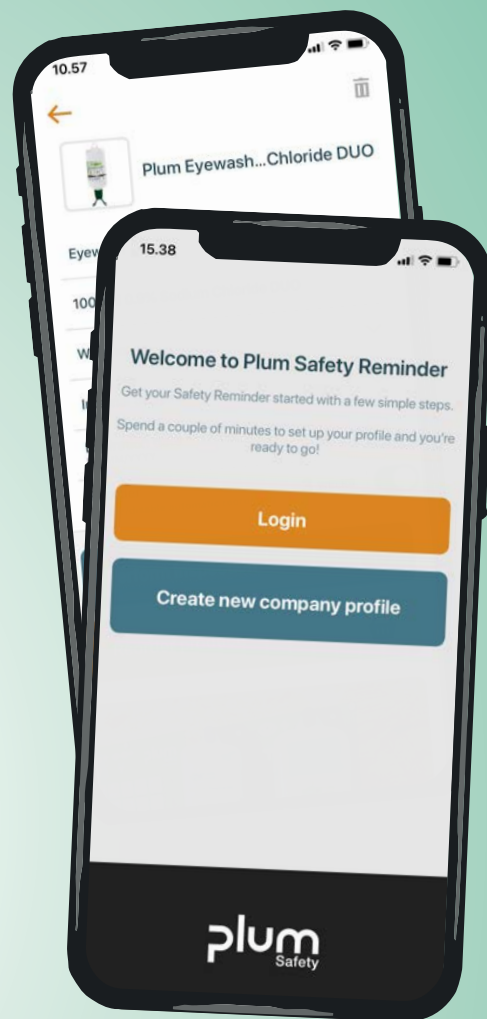 10.57
Plum Eyewash...Chloride DUO
Eyew
100
W
15.38
Welcome to Plum Safety Reminder
Get your Safety Reminder started with a few simple steps.
Spend a couple of minutes to set up your profile and you're
ready to go!
Login
Create new company profile
plum
Safety